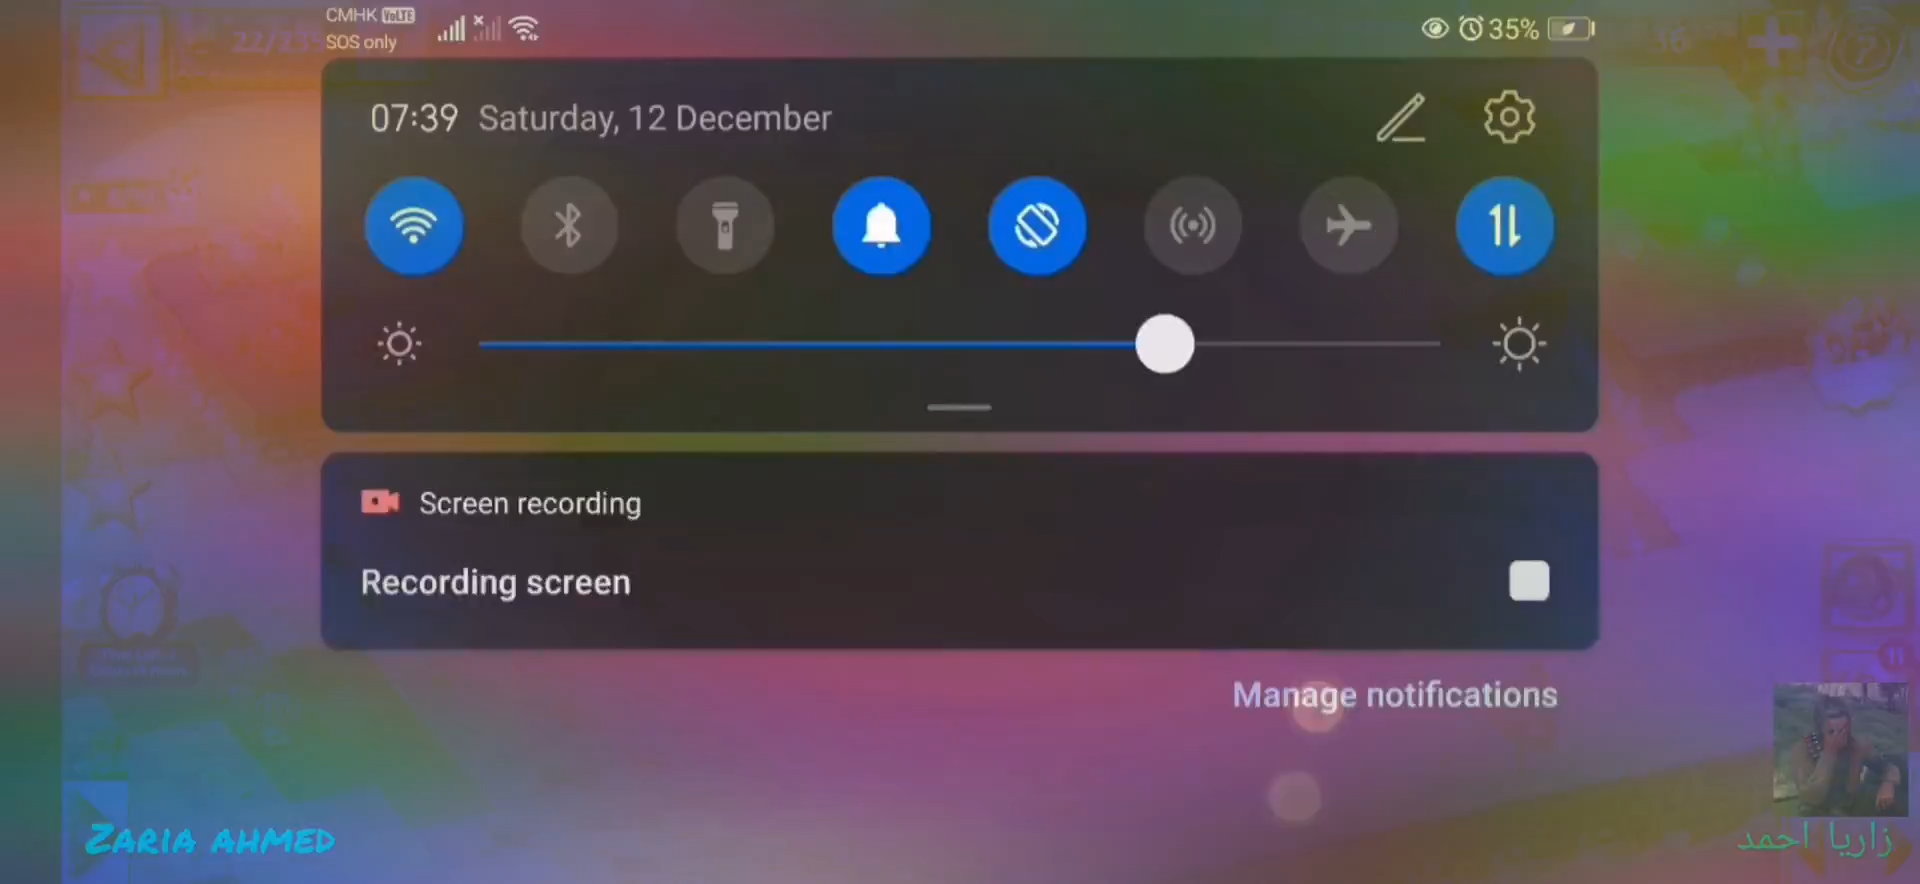 CMHK VoLTE
SOS only
35%
07:39 Saturday, 12 December
Screen recording
Recording screen
Manage notifications
ZARIA AHMED
زاريا احمد